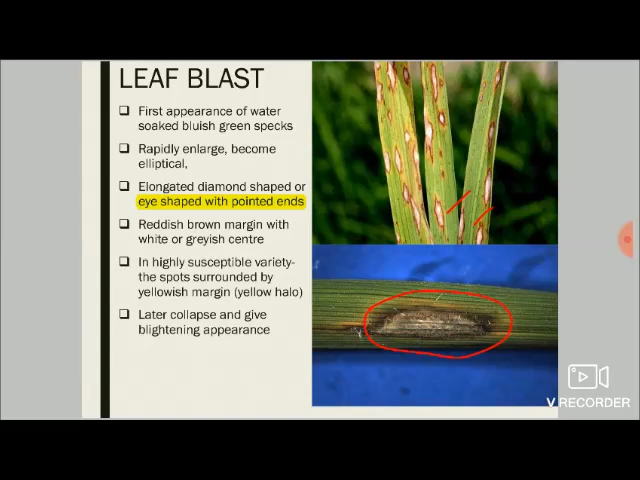 LEAF BLAST
❑ First appearance of water
soaked bluish green specks
❑ Rapidly enlarge, become
elliptical,
❑ Elongated diamond shaped or
eye shaped with pointed ends
❑ Reddish brown margin with
white or greyish centre
❑ In highly susceptible variety-
the spots surrounded by
yellowish margin (yellow halo)
❑ Later collapse and give
blightening appearance
V RECORDER